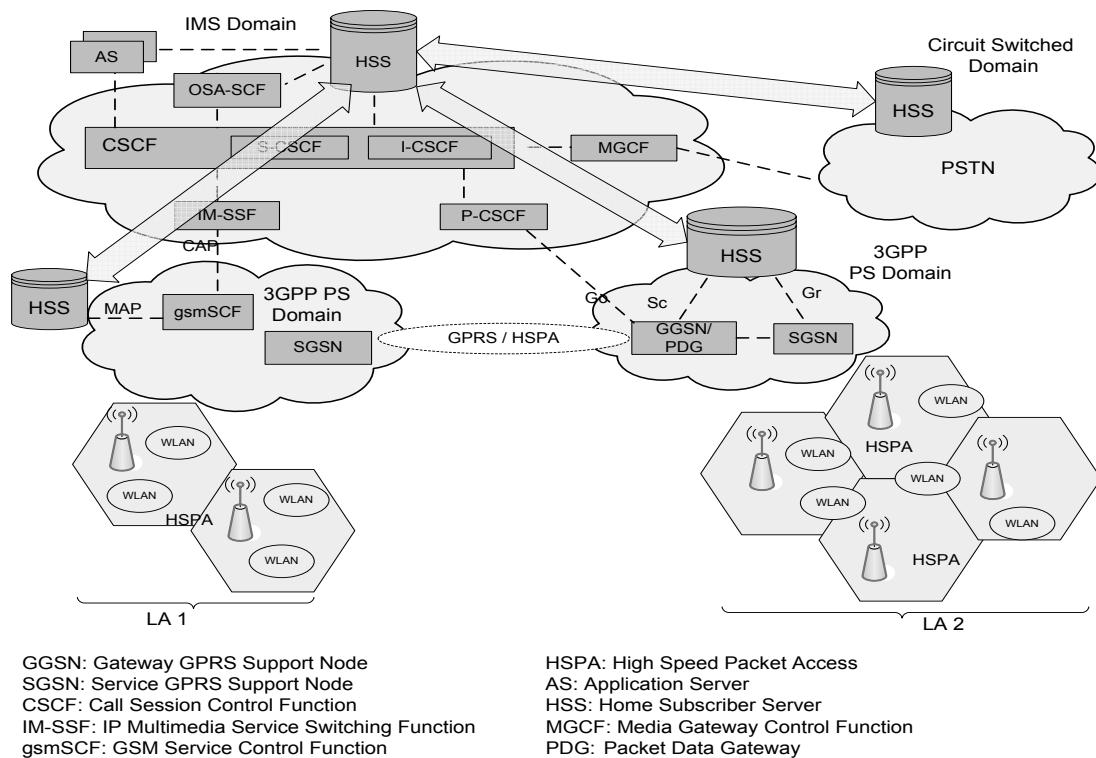 IMS Domain
AS
HSS
Circuit Switched
Domain
OSA-SCF
HSS
CSCF
S-CSCF
I-CSCF
MGCF
PSTN
IM-SSF
P-CSCF
CAP
HSS
3GPP
PS Domain
HSS
MAP
gsmSCF
3GPP PS
Domain
Go
Sc
Gr
SGSN
GPRS / HSPA
GGSN/
PDG
SGSN
WLAN
WLAN
HSPA
WLAN
WLAN
WLAN
HSPA
WLAN
WLAN
WLAN
WLAN
HSPA
LA 1
LA 2
GGSN: Gateway GPRS Support Node
SGSN: Service GPRS Support Node
CSCF: Call Session Control Function
IM-SSF: IP Multimedia Service Switching Function
gsmSCF: GSM Service Control Function
HSPA: High Speed Packet Access
AS: Application Server
HSS: Home Subscriber Server
MGCF: Media Gateway Control Function
PDG: Packet Data Gateway